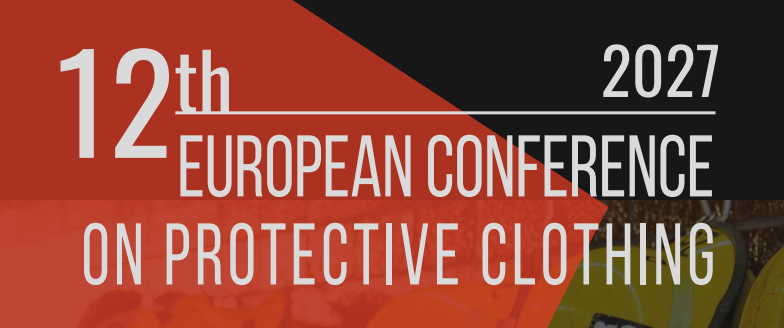 12th 2027
EUROPEAN CONFERENCE
ON PROTECTIVE CLOTHING